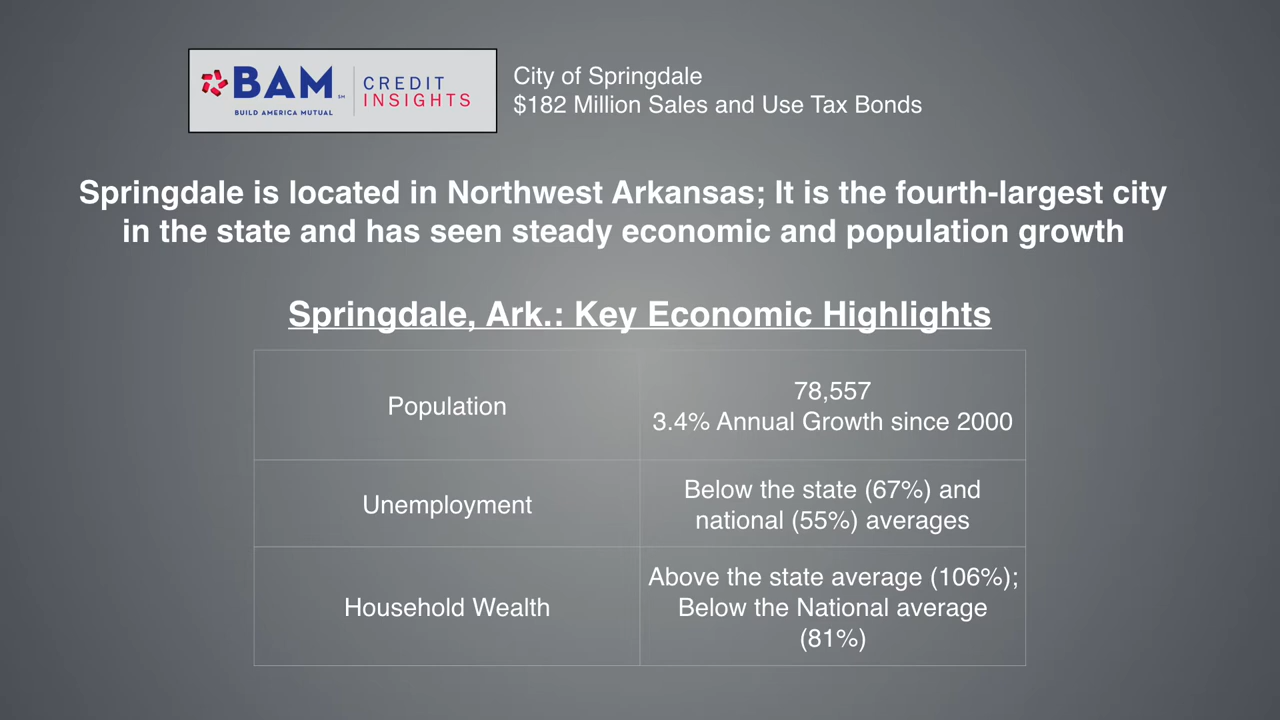 BAM SM
BUILD AMERICA MUTUAL
CREDIT
INSIGHTS
City of Springdale
$182 Million Sales and Use Tax Bonds
Springdale is located in Northwest Arkansas; It is the fourth-largest city
in the state and has seen steady economic and population growth
Springdale, Ark.: Key Economic Highlights
Population
78,557
3.4% Annual Growth since 2000
Unemployment
Below the state (67%) and
national (55%) averages
Household Wealth
Above the state average (106%);
Below the National average
(81%)